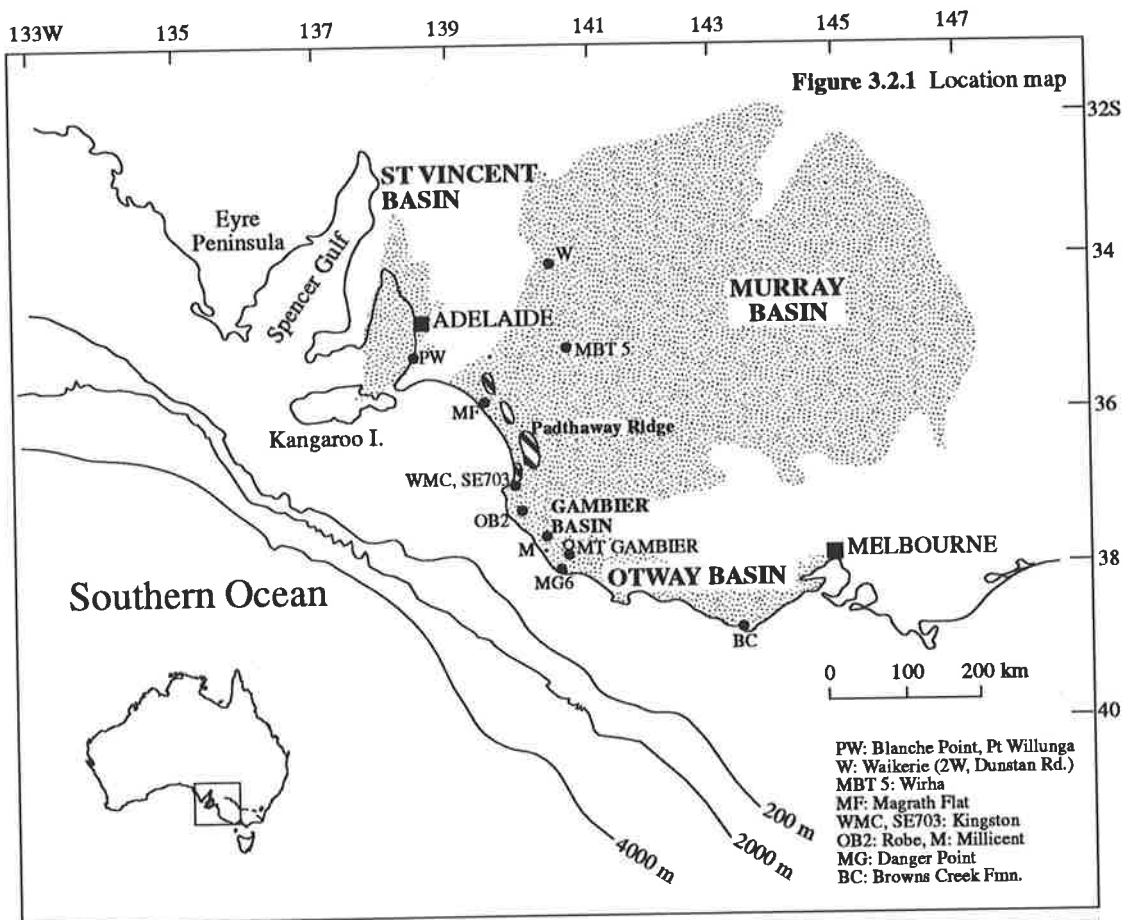 133W 135 137 139 141 143 145 147
Figure 3.2.1 Location map
32S
ST VINCENT
BASIN
Eyre
Peninsula
Spencer Gulf
34
W
MURRAY
BASIN
ADELAIDE
MBT 5
PW
MF
36
Kangaroo I.
Padthaway Ridge
WMC, SE703
OB2
GAMBIER
BASIN
M
MT GAMBIER
MELBOURNE
38
MG6
OTWAY BASIN
Southern Ocean
BC
0 100 200 km
40
PW: Blanche Point, Pt Willunga
W: Waikerie (2W, Dunstan Rd.)
MBT 5: Wirha
MF: Magrath Flat
WMC, SE703: Kingston
OB2: Robe, M: Millicent
MG: Danger Point
BC: Browns Creek Fmn.
200 m
2000 m
4000 m